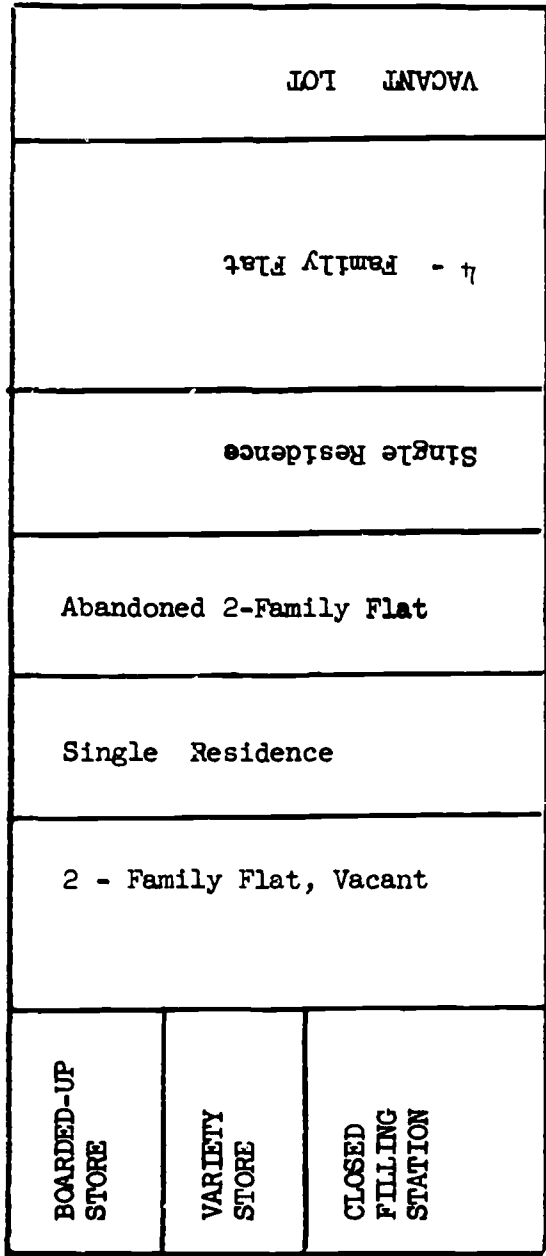 VACANT LOT
4 - Family Flat
Single Residence
Abandoned 2-Family Flat
Single Residence
2 - Family Flat, Vacant
BOARDED-UP
STORE
VARIETY
STORE
CLOSED
FILLING
STATION